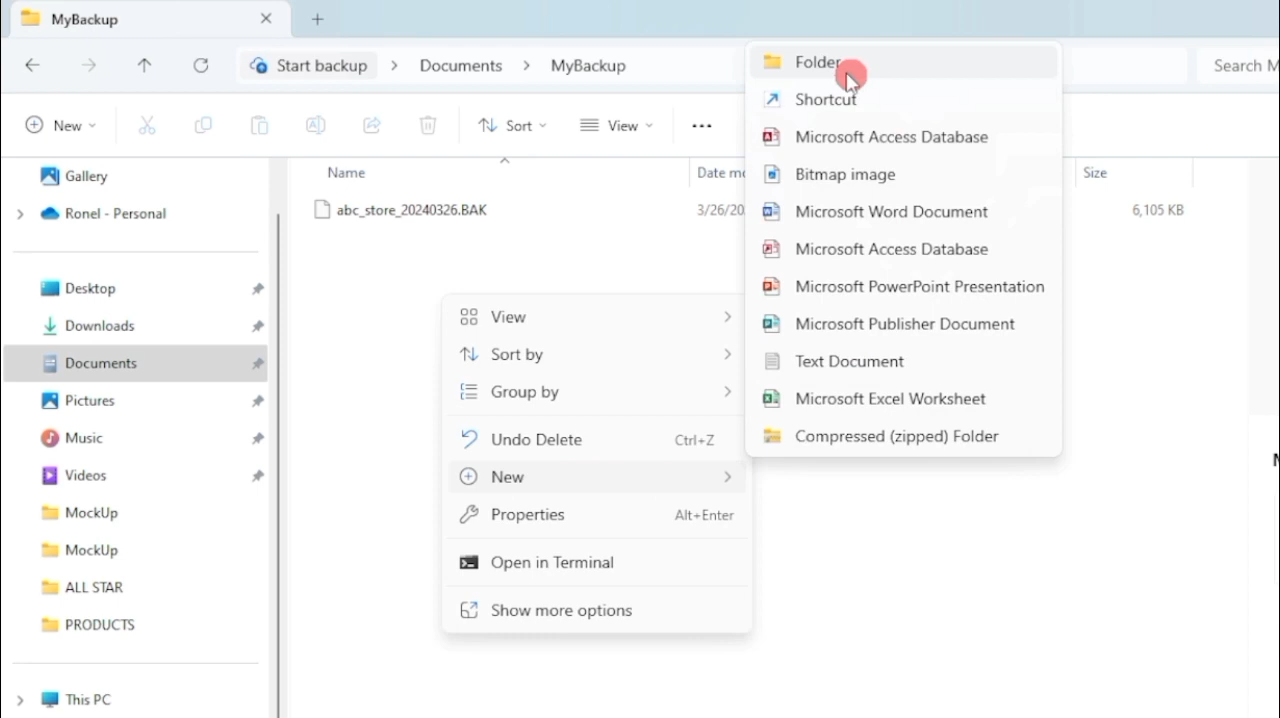 MyBackup
Start backup
Documents
MyBackup
Search M
New
Sort
View
Gallery
Ronel - Personal
Desktop
Downloads
Documents
Pictures
Music
Videos
MockUp
MockUp
ALL STAR
PRODUCTS
This PC
Name
Date mo
Size
abc_store_20240326.BAK
3/26/20
6,105 KB
View
Sort by
Group by
Undo Delete
Ctrl+Z
New
Properties
Alt+Enter
Open in Terminal
Show more options
Folder
Shortcut
Microsoft Access Database
Bitmap image
Microsoft Word Document
Microsoft Access Database
Microsoft PowerPoint Presentation
Microsoft Publisher Document
Text Document
Microsoft Excel Worksheet
Compressed (zipped) Folder